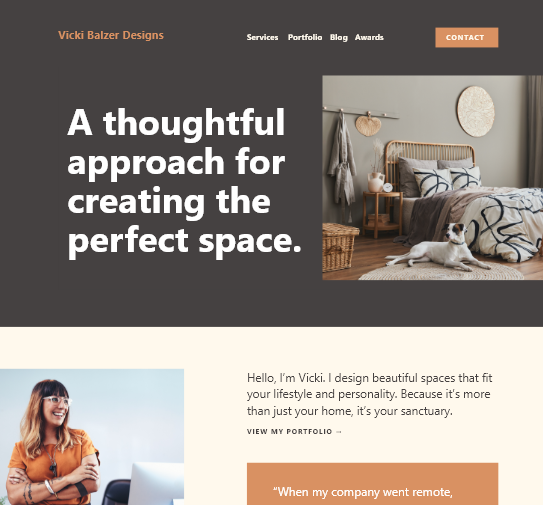 Vicki Balzer Designs
Services Portfolio Blog Awards
CONTACT
A thoughtful
approach for
creating the
perfect space.
Hello, I’m Vicki. I design beautiful spaces that fit
your lifestyle and personality. Because it’s more
than just your home, it’s your sanctuary.
VIEW MY PORTFOLIO →
“When my company went remote,